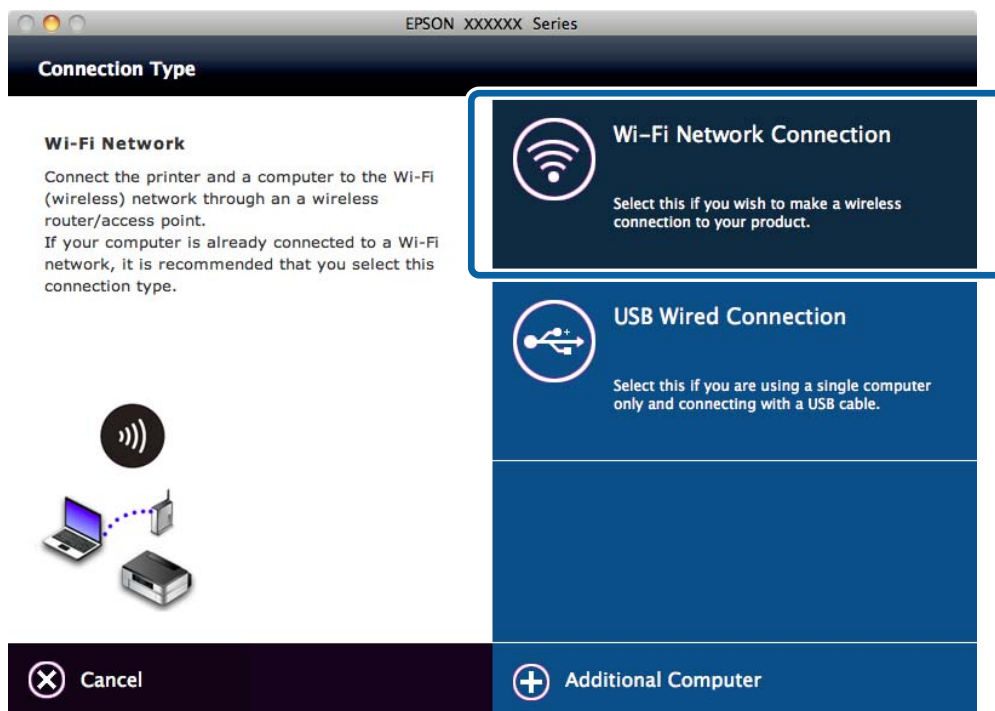 EPSON XXXXXX Series
Connection Type
Wi-Fi Network
Connect the printer and a computer to the Wi-Fi
(wireless) network through an a wireless
router/access point.
If your computer is already connected to a Wi-Fi
network, it is recommended that you select this
connection type.
Wi-Fi Network Connection
Select this if you wish to make a wireless
connection to your product.
USB Wired Connection
Select this if you are using a single computer
only and connecting with a USB cable.
Cancel
Additional Computer